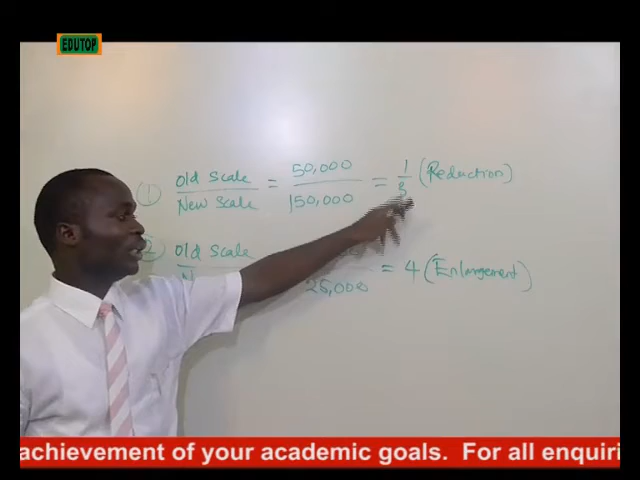 EDUTOP
① Old Scale / New Scale = 50,000 / 150,000 = 1/3 (Reduction)
2 Old Scale / = / 25,000 = 4 (Enlargement)
achievement of your academic goals. For all enquiri